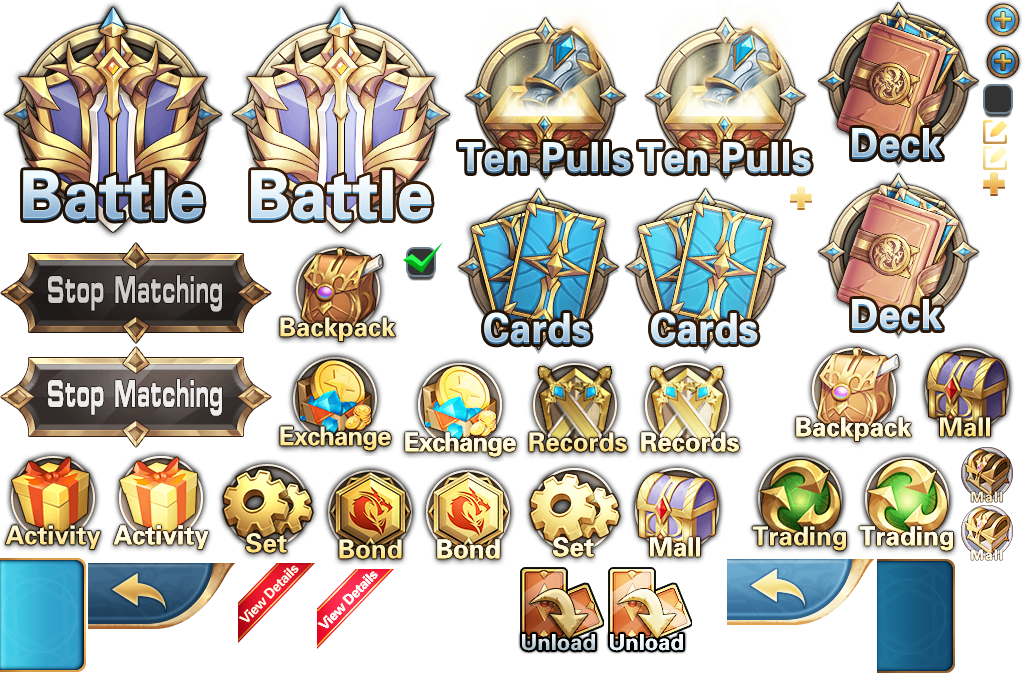 Battle
Battle
Ten Pulls
Ten Pulls
Deck
Stop Matching
Backpack
Cards
Cards
Deck
Stop Matching
Exchange
Exchange
Records
Records
Backpack
Mall
Activity
Activity
Set
Bond
Bond
Set
Mall
Trading
Trading
Mall
Mall
View Details
View Details
Unload
Unload